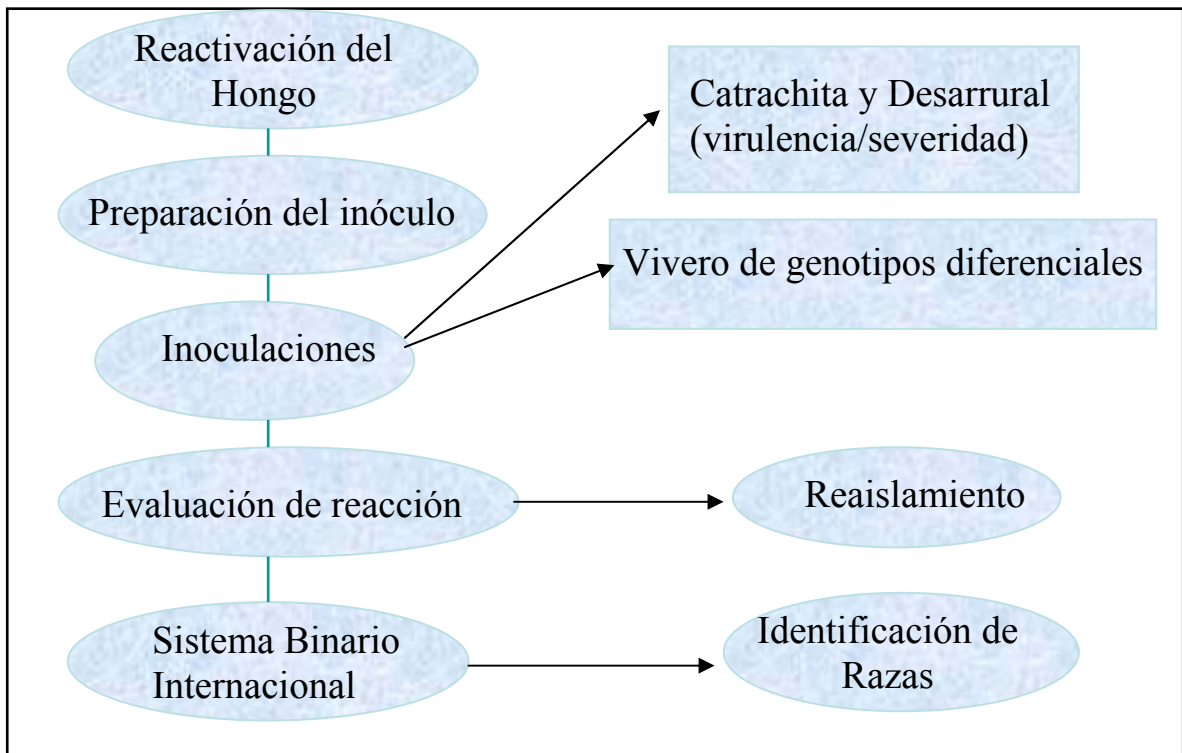 Reactivación del
Hongo
Catrachita y Desarrural
(virulencia/severidad)
Preparación del inóculo
Vivero de genotipos diferenciales
Inoculaciones
Evaluación de reacción
Reaislamiento
Sistema Binario
Internacional
Identificación de
Razas